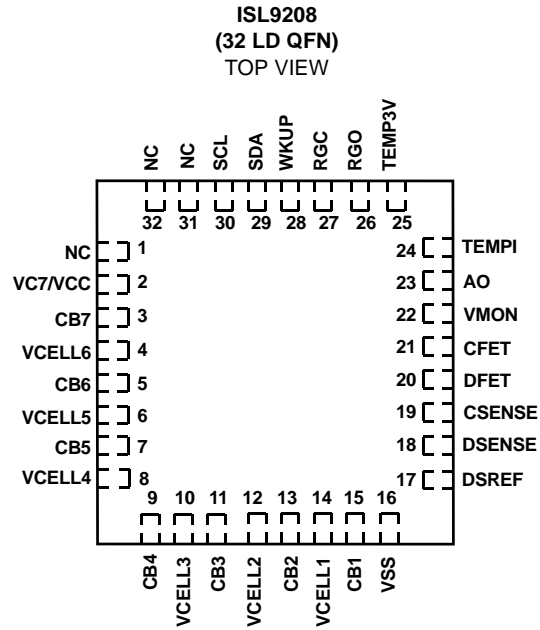 ISL9208
(32 LD QFN)
TOP VIEW
NC NC SCL SDA WKUP RGC RGO TEMP3V
32 31 30 29 28 27 26 25
NC 1
VC7/VCC 2
CB7 3
VCELL6 4
CB6 5
VCELL5 6
CB5 7
VCELL4 8
24 TEMPI
23 AO
22 VMON
21 CFET
20 DFET
19 CSENSE
18 DSENSE
17 DSREF
9 10 11 12 13 14 15 16
CB4 VCELL3 CB3 VCELL2 CB2 VCELL1 CB1 VSS